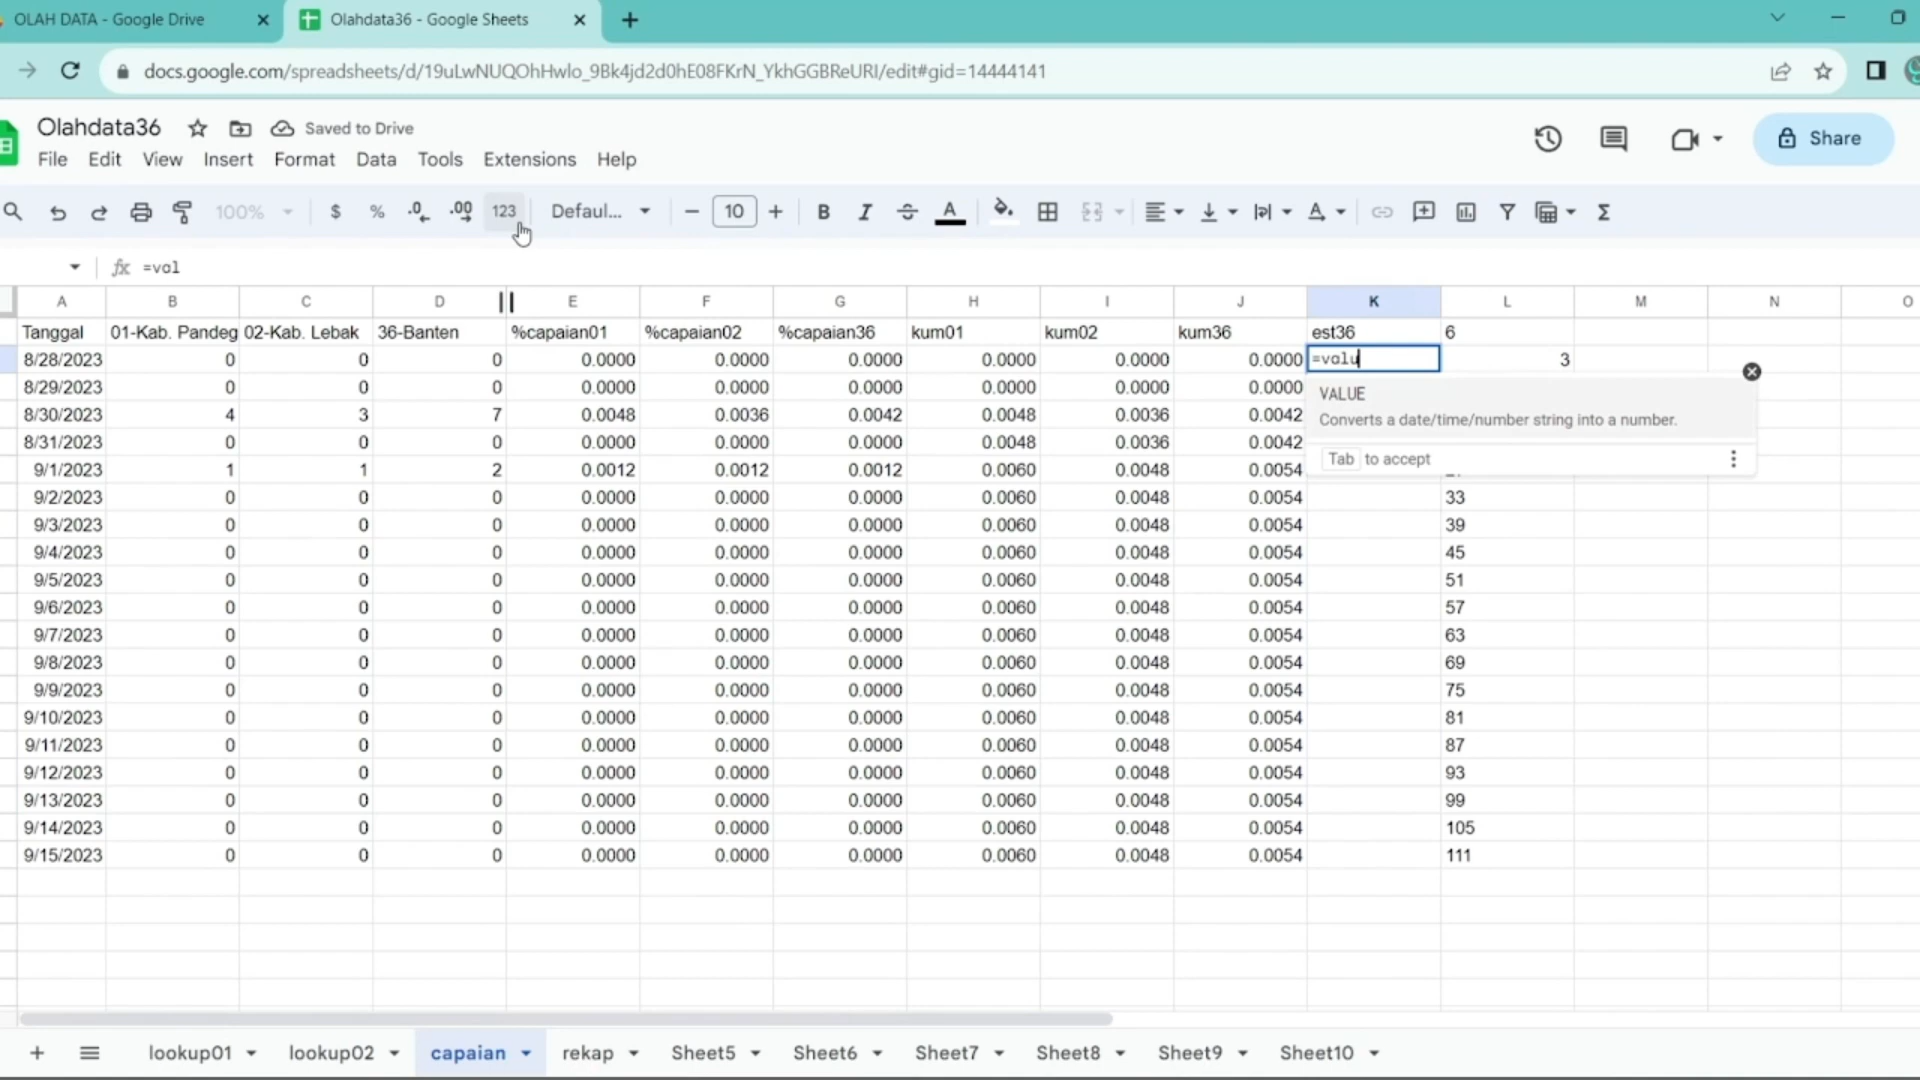 OLAH DATA - Google Drive
Olahdata36 - Google Sheets
docs.google.com/spreadsheets/d/19uLwNUQOhHwlo_9Bk4jd2d0hE08FKrN_YkhGGBReURI/edit#gid=14444141
Olahdata36 Saved to Drive
File Edit View Insert Format Data Tools Extensions Help
Share
100% $ % .0 .00 123 Defaul... 10 B I A
fx =val
A B C D E F G H I J K L M N O
Tanggal 01-Kab. Pandeg 02-Kab. Lebak 36-Banten %capaian01 %capaian02 %capaian36 kum01 kum02 kum36 est36 6
8/28/2023 0 0 0 0.0000 0.0000 0.0000 0.0000 0.0000 0.0000 =valu 3
8/29/2023 0 0 0 0.0000 0.0000 0.0000 0.0000 0.0000 0.0000
8/30/2023 4 3 7 0.0048 0.0036 0.0042 0.0048 0.0036 0.0042
8/31/2023 0 0 0 0.0000 0.0000 0.0000 0.0048 0.0036 0.0042
9/1/2023 1 1 2 0.0012 0.0012 0.0012 0.0060 0.0048 0.0054
VALUE
Converts a date/time/number string into a number.
Tab to accept
9/2/2023 0 0 0 0.0000 0.0000 0.0000 0.0060 0.0048 0.0054 33
9/3/2023 0 0 0 0.0000 0.0000 0.0000 0.0060 0.0048 0.0054 39
9/4/2023 0 0 0 0.0000 0.0000 0.0000 0.0060 0.0048 0.0054 45
9/5/2023 0 0 0 0.0000 0.0000 0.0000 0.0060 0.0048 0.0054 51
9/6/2023 0 0 0 0.0000 0.0000 0.0000 0.0060 0.0048 0.0054 57
9/7/2023 0 0 0 0.0000 0.0000 0.0000 0.0060 0.0048 0.0054 63
9/8/2023 0 0 0 0.0000 0.0000 0.0000 0.0060 0.0048 0.0054 69
9/9/2023 0 0 0 0.0000 0.0000 0.0000 0.0060 0.0048 0.0054 75
9/10/2023 0 0 0 0.0000 0.0000 0.0000 0.0060 0.0048 0.0054 81
9/11/2023 0 0 0 0.0000 0.0000 0.0000 0.0060 0.0048 0.0054 87
9/12/2023 0 0 0 0.0000 0.0000 0.0000 0.0060 0.0048 0.0054 93
9/13/2023 0 0 0 0.0000 0.0000 0.0000 0.0060 0.0048 0.0054 99
9/14/2023 0 0 0 0.0000 0.0000 0.0000 0.0060 0.0048 0.0054 105
9/15/2023 0 0 0 0.0000 0.0000 0.0000 0.0060 0.0048 0.0054 111
lookup01 lookup02 capaian rekap Sheet5 Sheet6 Sheet7 Sheet8 Sheet9 Sheet10